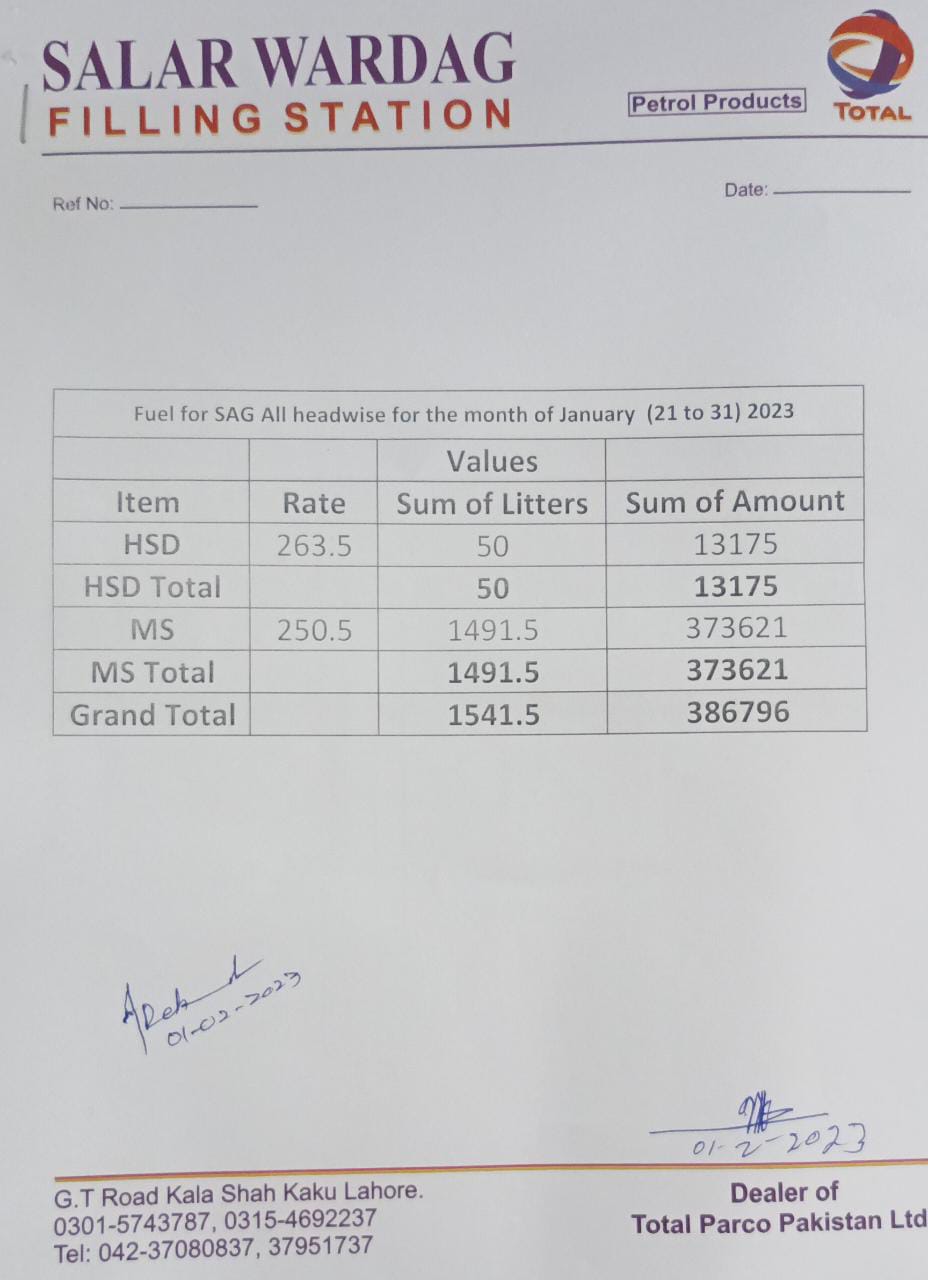 SALAR WARDAG
FILLING STATION
Petrol Products
TOTAL
Ref No:
Date:
Fuel for SAG All headwise for the month of January (21 to 31) 2023
Values
Item Rate Sum of Litters Sum of Amount
HSD 263.5 50 13175
HSD Total 50 13175
MS 250.5 1491.5 373621
MS Total 1491.5 373621
Grand Total 1541.5 386796
01-02-2023
01-2-2023
G.T Road Kala Shah Kaku Lahore.
0301-5743787, 0315-4692237
Tel: 042-37080837, 37951737
Dealer of
Total Parco Pakistan Ltd